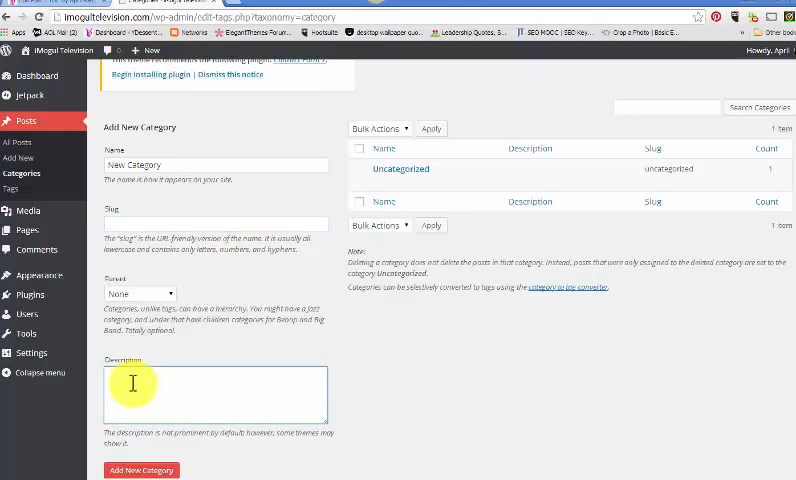 imogultelevision.com/wp-admin/edit-tags.php?taxonomy=category
Apps
AOL Mail (2)
Dashboard ‹ YDessent...
Networks
ElegantThemes Forum...
Hootsuite
desktop wallpaper quo...
Leadership Quotes, S...
SEO MOOC | SEO Key...
Crop a Photo | Basic E...
»
Other book
iMogul Television
0
+ New
Howdy, April
Dashboard
Jetpack
Posts
All Posts
Add New
Categories
Tags
Media
Pages
Comments
Appearance
Plugins
Users
Tools
Settings
Collapse menu
This theme recommends the following plugin: Contact Form 7.
Begin installing plugin | Dismiss this notice
Add New Category
Name
New Category
The name is how it appears on your site.
Slug
The "slug" is the URL-friendly version of the name. It is usually all
lowercase and contains only letters, numbers, and hyphens.
Parent
None
Categories, unlike tags, can have a hierarchy. You might have a Jazz
category, and under that have children categories for Bebop and Big
Band. Totally optional.
Description
The description is not prominent by default; however, some themes may
show it.
Add New Category
Search Categories
Bulk Actions
Apply
1 item
Name Description Slug Count
Uncategorized uncategorized 1
Name Description Slug Count
Bulk Actions
Apply
1 item
Note:
Deleting a category does not delete the posts in that category. Instead, posts that were only assigned to the deleted category are set to the
category Uncategorized.
Categories can be selectively converted to tags using the category to tag converter.